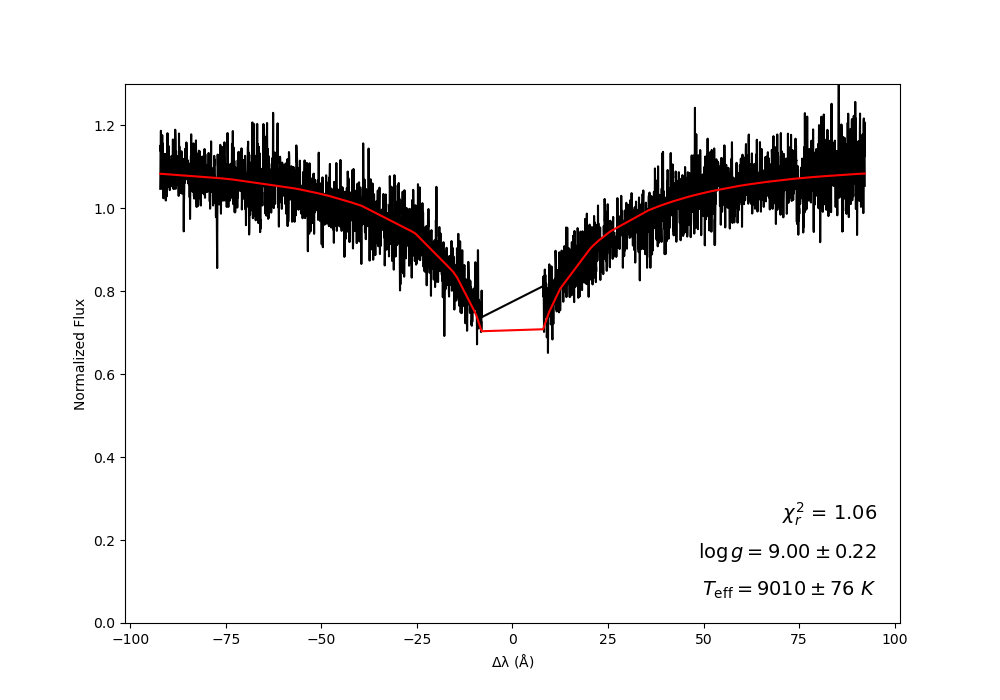 1.2
1.0
0.8
0.6
0.4
0.2
0.0
Normalized Flux
χ²ᵣ = 1.06
log g = 9.00 ± 0.22
T_eff = 9010 ± 76 K
−100 −75 −50 −25 0 25 50 75 100
Δλ (Å)